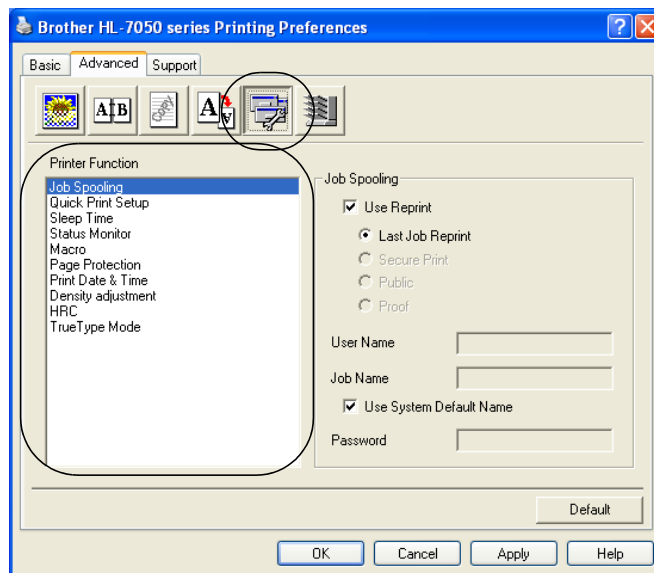 Brother HL-7050 series Printing Preferences
Basic
Advanced
Support
A B
copy
A
A
Printer Function
Job Spooling
Quick Print Setup
Sleep Time
Status Monitor
Macro
Page Protection
Print Date & Time
Density adjustment
HRC
TrueType Mode
Job Spooling
Use Reprint
Last Job Reprint
Secure Print
Public
Proof
User Name
Job Name
Use System Default Name
Password
Default
OK
Cancel
Apply
Help